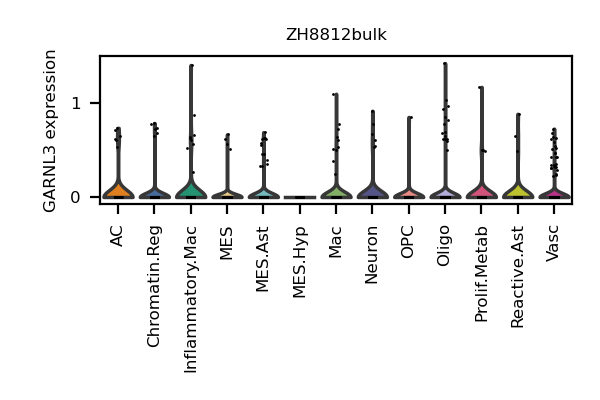 ZH8812bulk
GARNL3 expression
1
0
AC
Chromatin.Reg
Inflammatory.Mac
MES
MES.Ast
MES.Hyp
Mac
Neuron
OPC
Oligo
Prolif.Metab
Reactive.Ast
Vasc